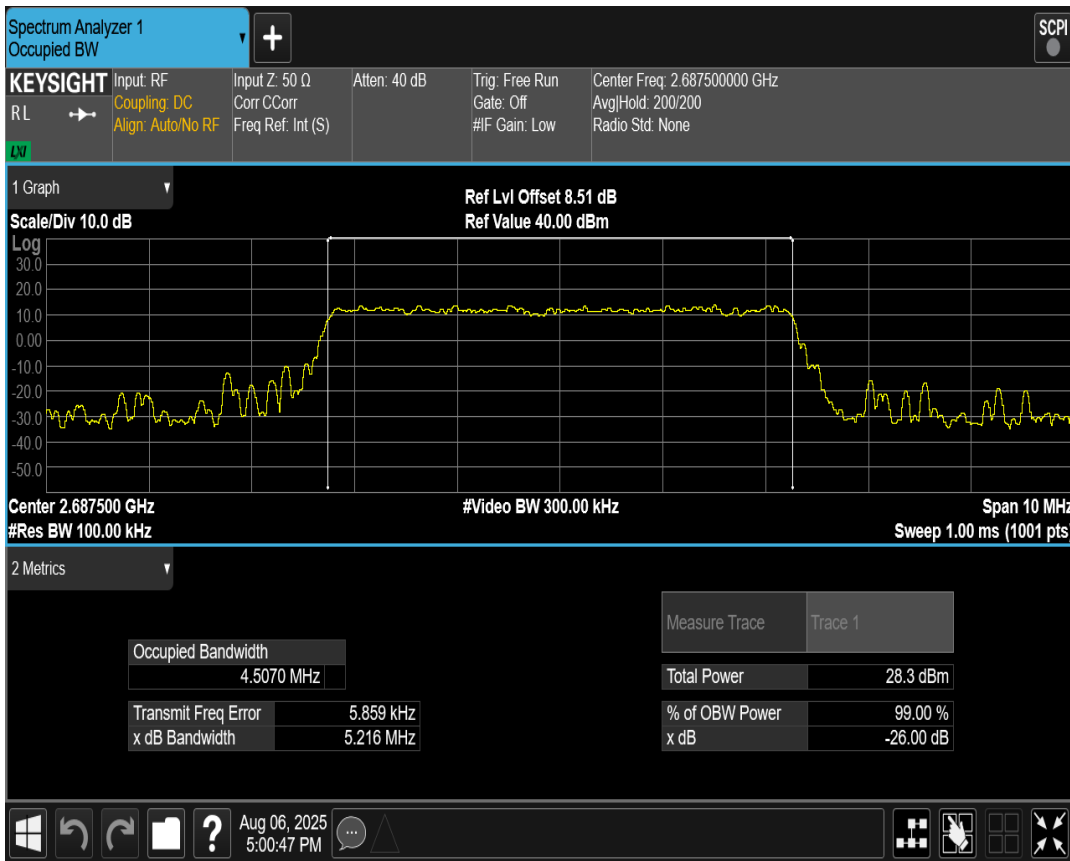 Spectrum Analyzer 1
Occupied BW
+
SCPI
KEYSIGHT
RL
LXI
Input: RF
Coupling: DC
Align: Auto/No RF
Input Z: 50 Ω
Corr CCorr
Freq Ref: Int (S)
Atten: 40 dB
Trig: Free Run
Gate: Off
#IF Gain: Low
Center Freq: 2.687500000 GHz
Avg|Hold: 200/200
Radio Std: None
1 Graph
Scale/Div 10.0 dB
Ref Lvl Offset 8.51 dB
Ref Value 40.00 dBm
Log
30.0
20.0
10.0
0.00
-10.0
-20.0
-30.0
-40.0
-50.0
Center 2.687500 GHz
#Video BW 300.00 kHz
Span 10 MHz
#Res BW 100.00 kHz
Sweep 1.00 ms (1001 pts)
2 Metrics
Measure Trace Trace 1
Occupied Bandwidth
4.5070 MHz
Total Power 28.3 dBm
Transmit Freq Error 5.859 kHz
% of OBW Power 99.00 %
x dB Bandwidth 5.216 MHz
x dB -26.00 dB
?
Aug 06, 2025
5:00:47 PM